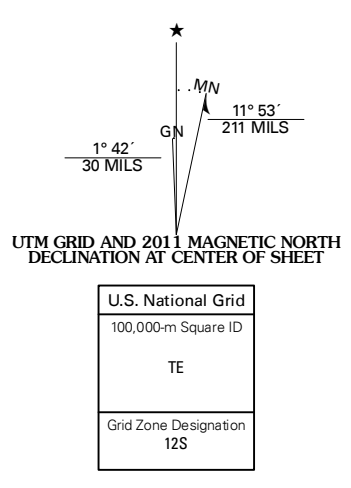 MN
11° 53´
211 MILS
GN
1° 42´
30 MILS
UTM GRID AND 2011 MAGNETIC NORTH
DECLINATION AT CENTER OF SHEET
U.S. National Grid
100,000-m Square ID
TE
Grid Zone Designation
12S